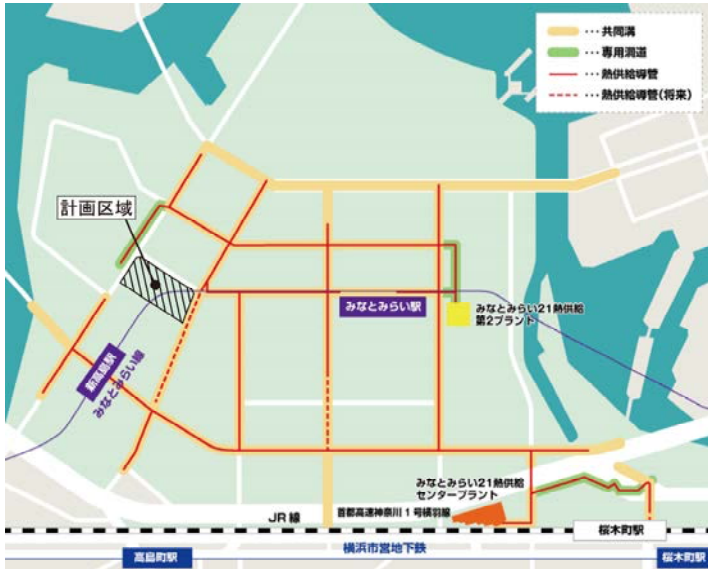 …共同溝
…専用洞道
…熱供給導管
…熱供給導管(将来)
計画区域
みなとみらい駅
みなとみらい21熱供給
第2プラント
新高島駅
みなとみらい線
みなとみらい21熱供給
センタープラント
首都高速神奈川1号横羽線
JR線
桜木町駅
横浜市営地下鉄
高島町駅
桜木町駅